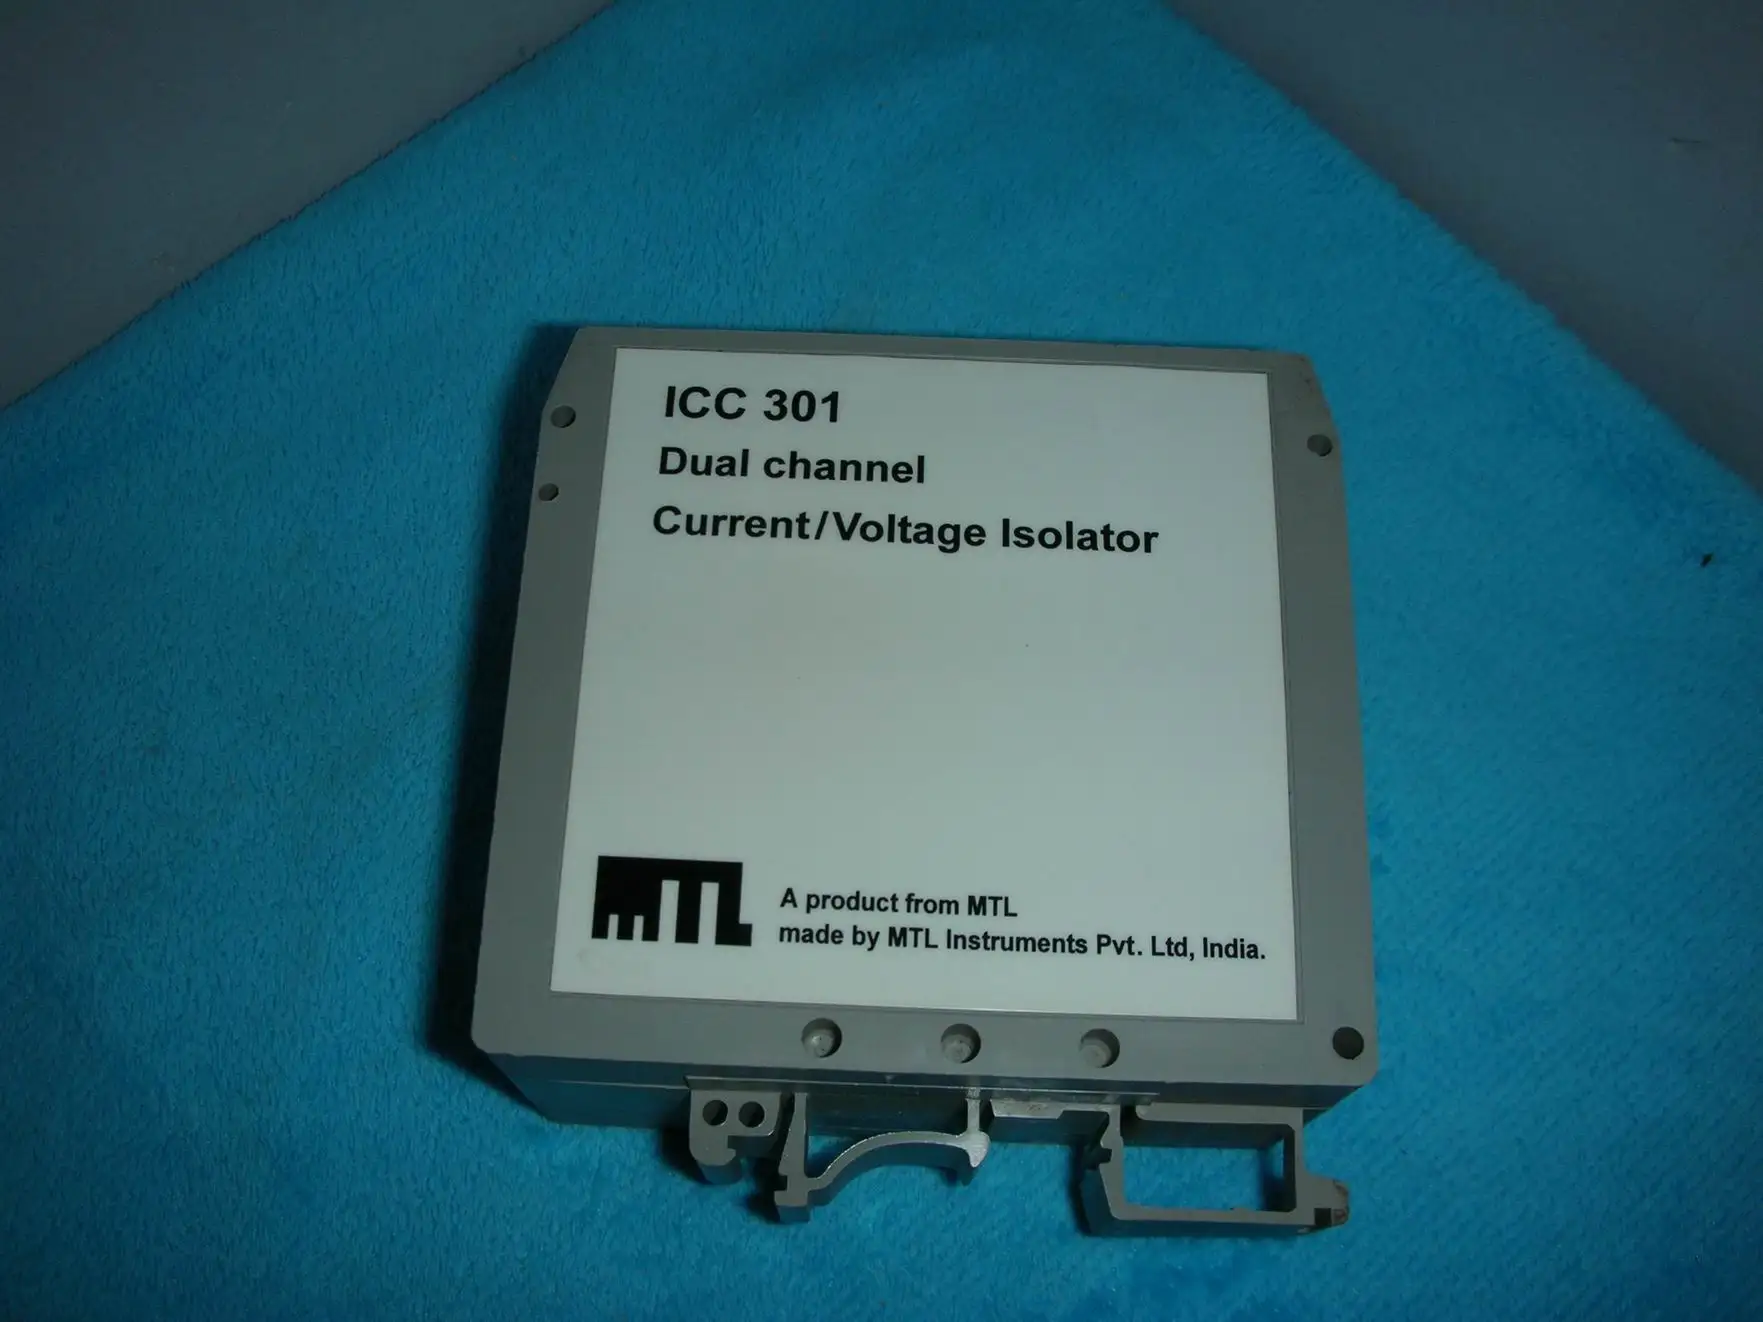 ICC 301
Dual channel
Current/Voltage Isolator
MTL
A product from MTL
made by MTL Instruments Pvt. Ltd, India.